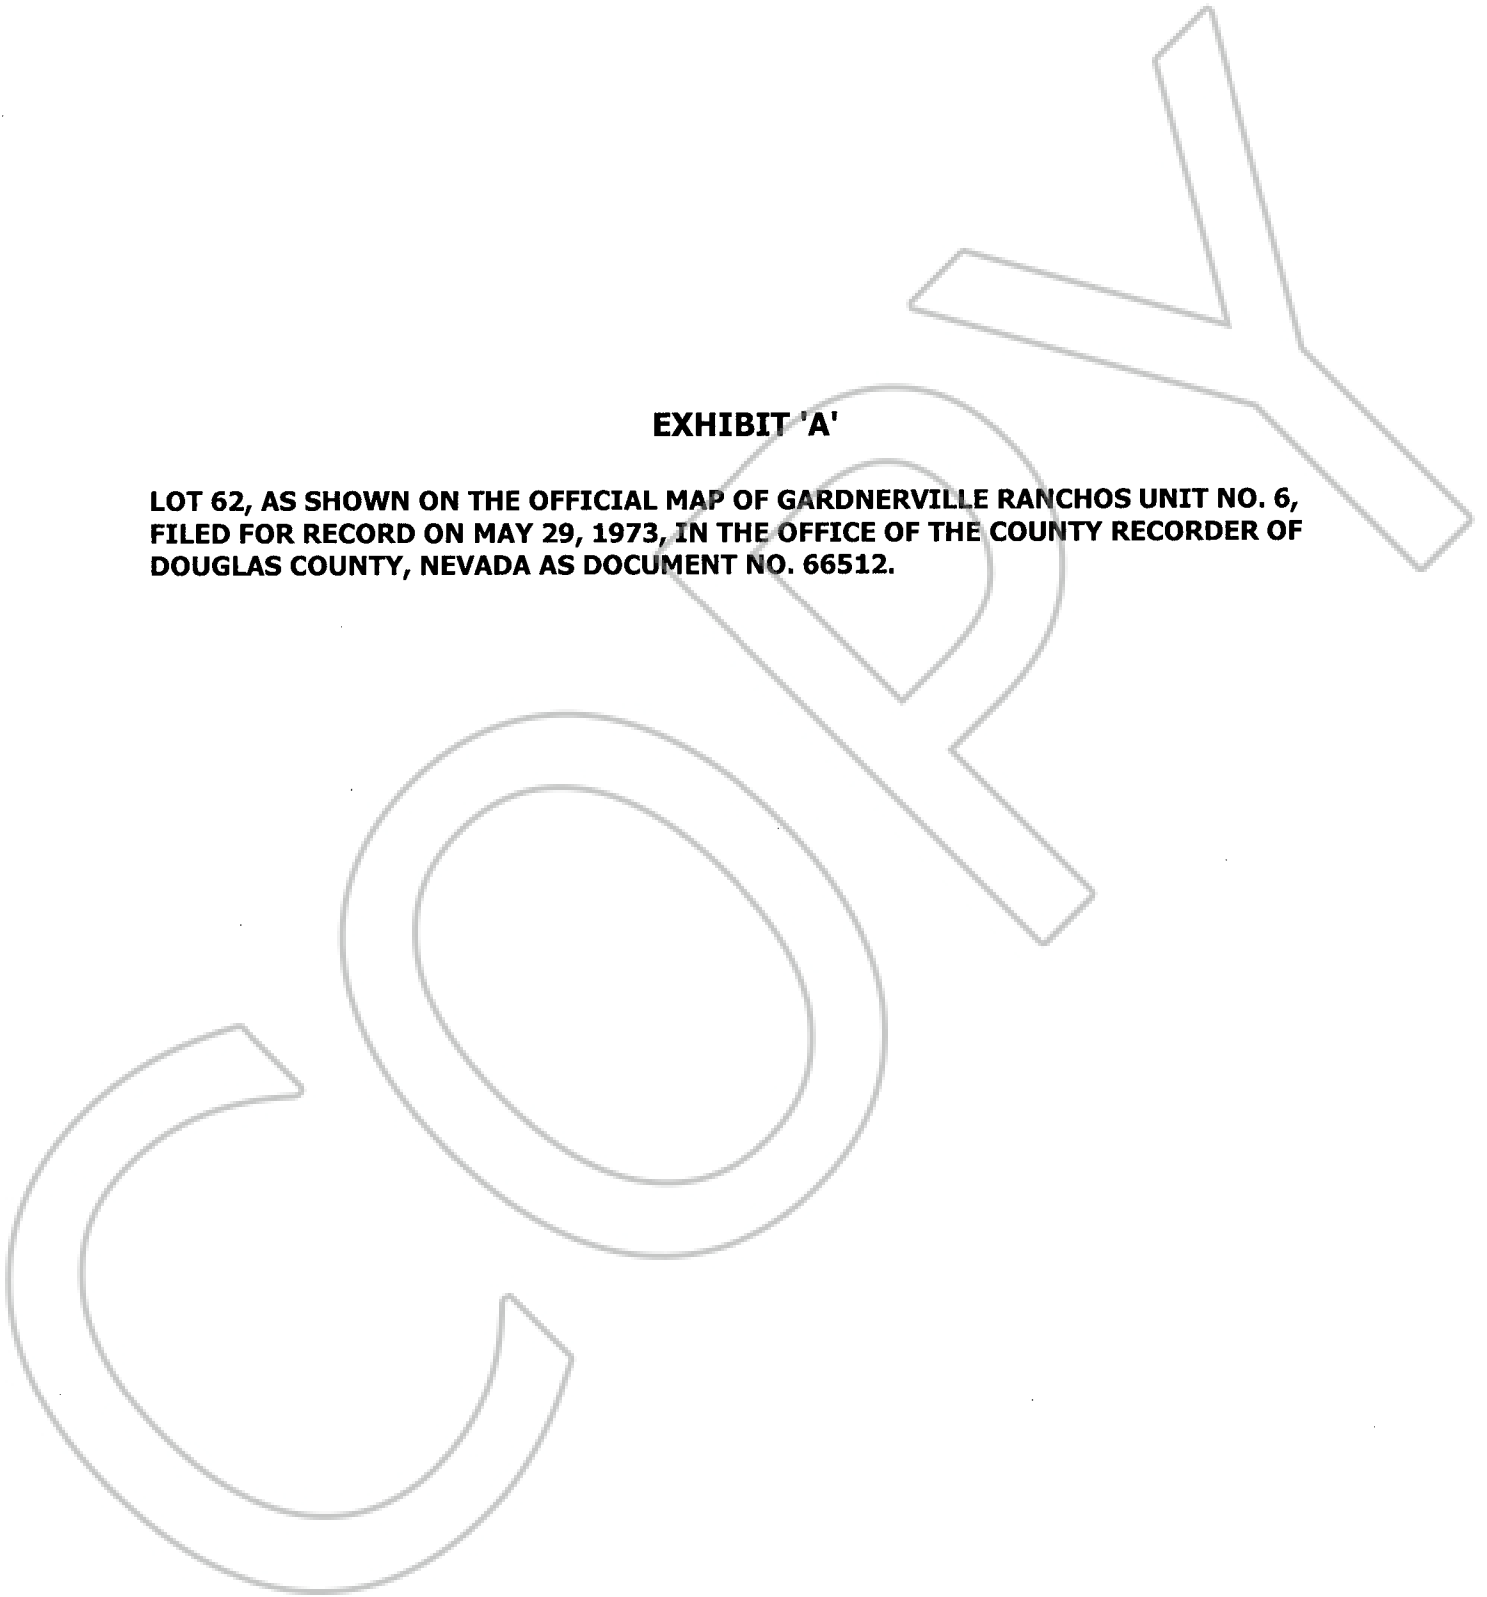 EXHIBIT 'A'
LOT 62, AS SHOWN ON THE OFFICIAL MAP OF GARDNERVILLE RANCHOS UNIT NO. 6,
FILED FOR RECORD ON MAY 29, 1973, IN THE OFFICE OF THE COUNTY RECORDER OF
DOUGLAS COUNTY, NEVADA AS DOCUMENT NO. 66512.
COPY